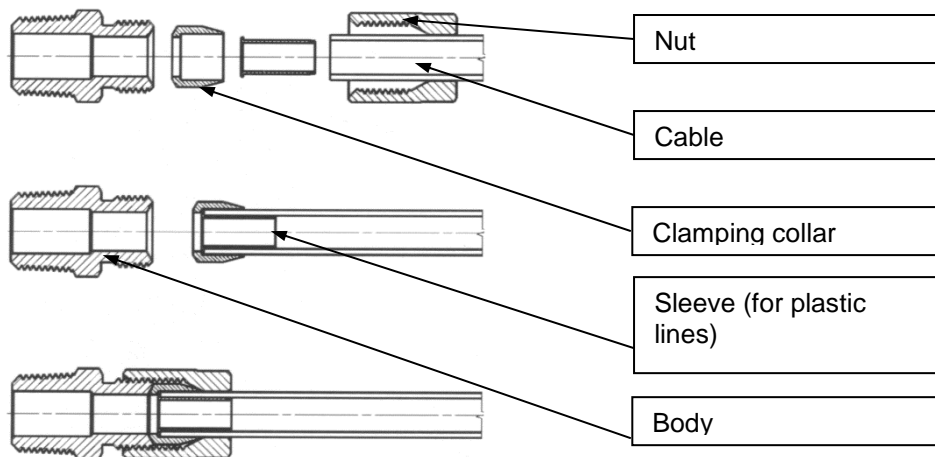 Nut
Cable
Clamping collar
Sleeve (for plastic
lines)
Body